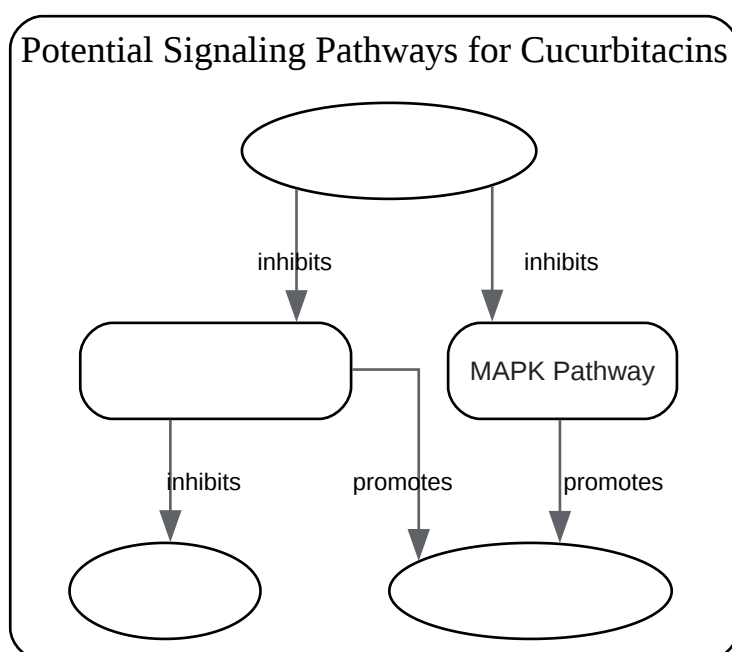 Potential Signaling Pathways for Cucurbitacins
inhibits
inhibits
MAPK Pathway
inhibits
promotes
promotes